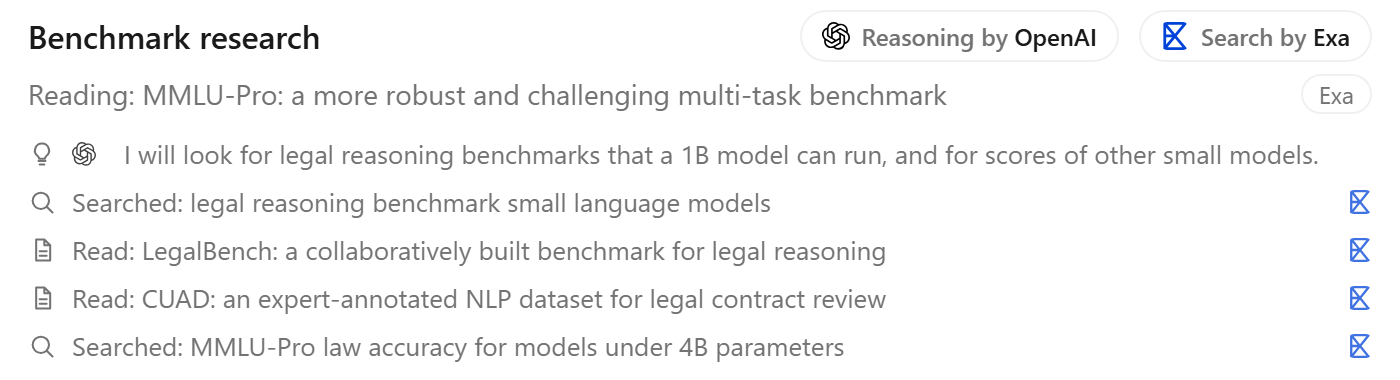 Benchmark research
Reasoning by OpenAI
Search by Exa
Reading: MMLU-Pro: a more robust and challenging multi-task benchmark
Exa
I will look for legal reasoning benchmarks that a 1B model can run, and for scores of other small models.
Searched: legal reasoning benchmark small language models
Read: LegalBench: a collaboratively built benchmark for legal reasoning
Read: CUAD: an expert-annotated NLP dataset for legal contract review
Searched: MMLU-Pro law accuracy for models under 4B parameters